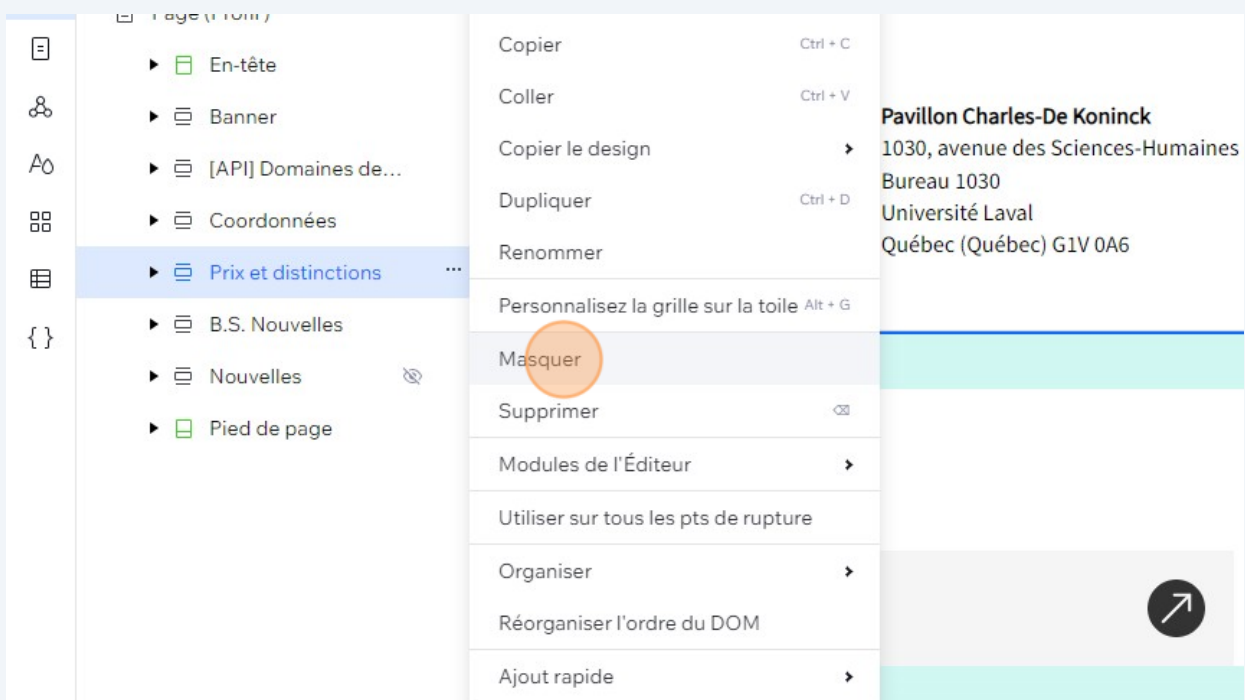 Page (Profil)
En-tête
Banner
[API] Domaines de...
Coordonnées
Prix et distinctions
B.S. Nouvelles
Nouvelles
Pied de page
Copier Ctrl + C
Coller Ctrl + V
Copier le design
Dupliquer Ctrl + D
Renommer
Personnalisez la grille sur la toile Alt + G
Masquer
Supprimer
Modules de l'Éditeur
Utiliser sur tous les pts de rupture
Organiser
Réorganiser l'ordre du DOM
Ajout rapide
Pavillon Charles-De Koninck
1030, avenue des Sciences-Humaines
Bureau 1030
Université Laval
Québec (Québec) G1V 0A6